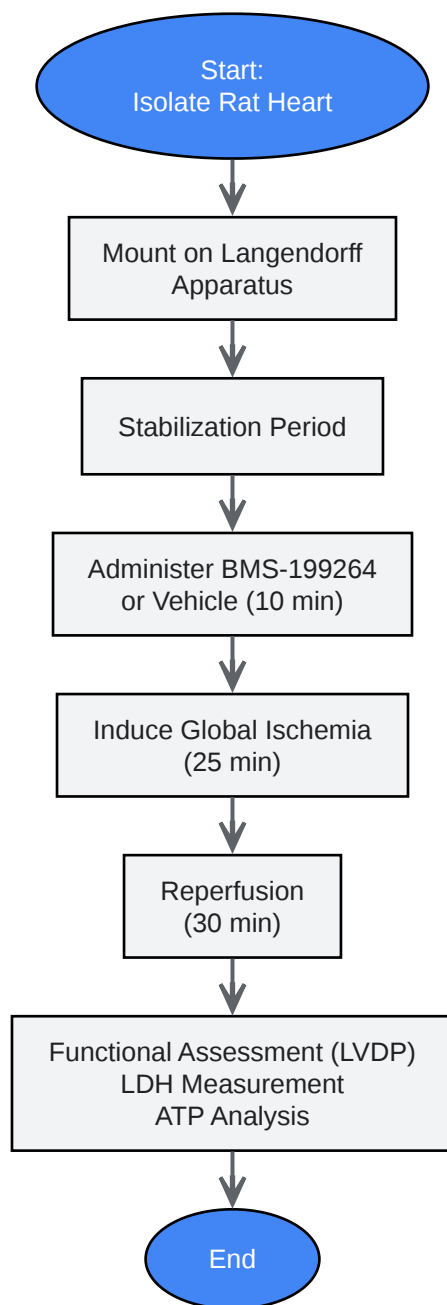 Start:
Isolate Rat Heart
Mount on Langendorff
Apparatus
Stabilization Period
Administer BMS-199264
or Vehicle (10 min)
Induce Global Ischemia
(25 min)
Reperfusion
(30 min)
Functional Assessment (LVDP)
LDH Measurement
ATP Analysis
End